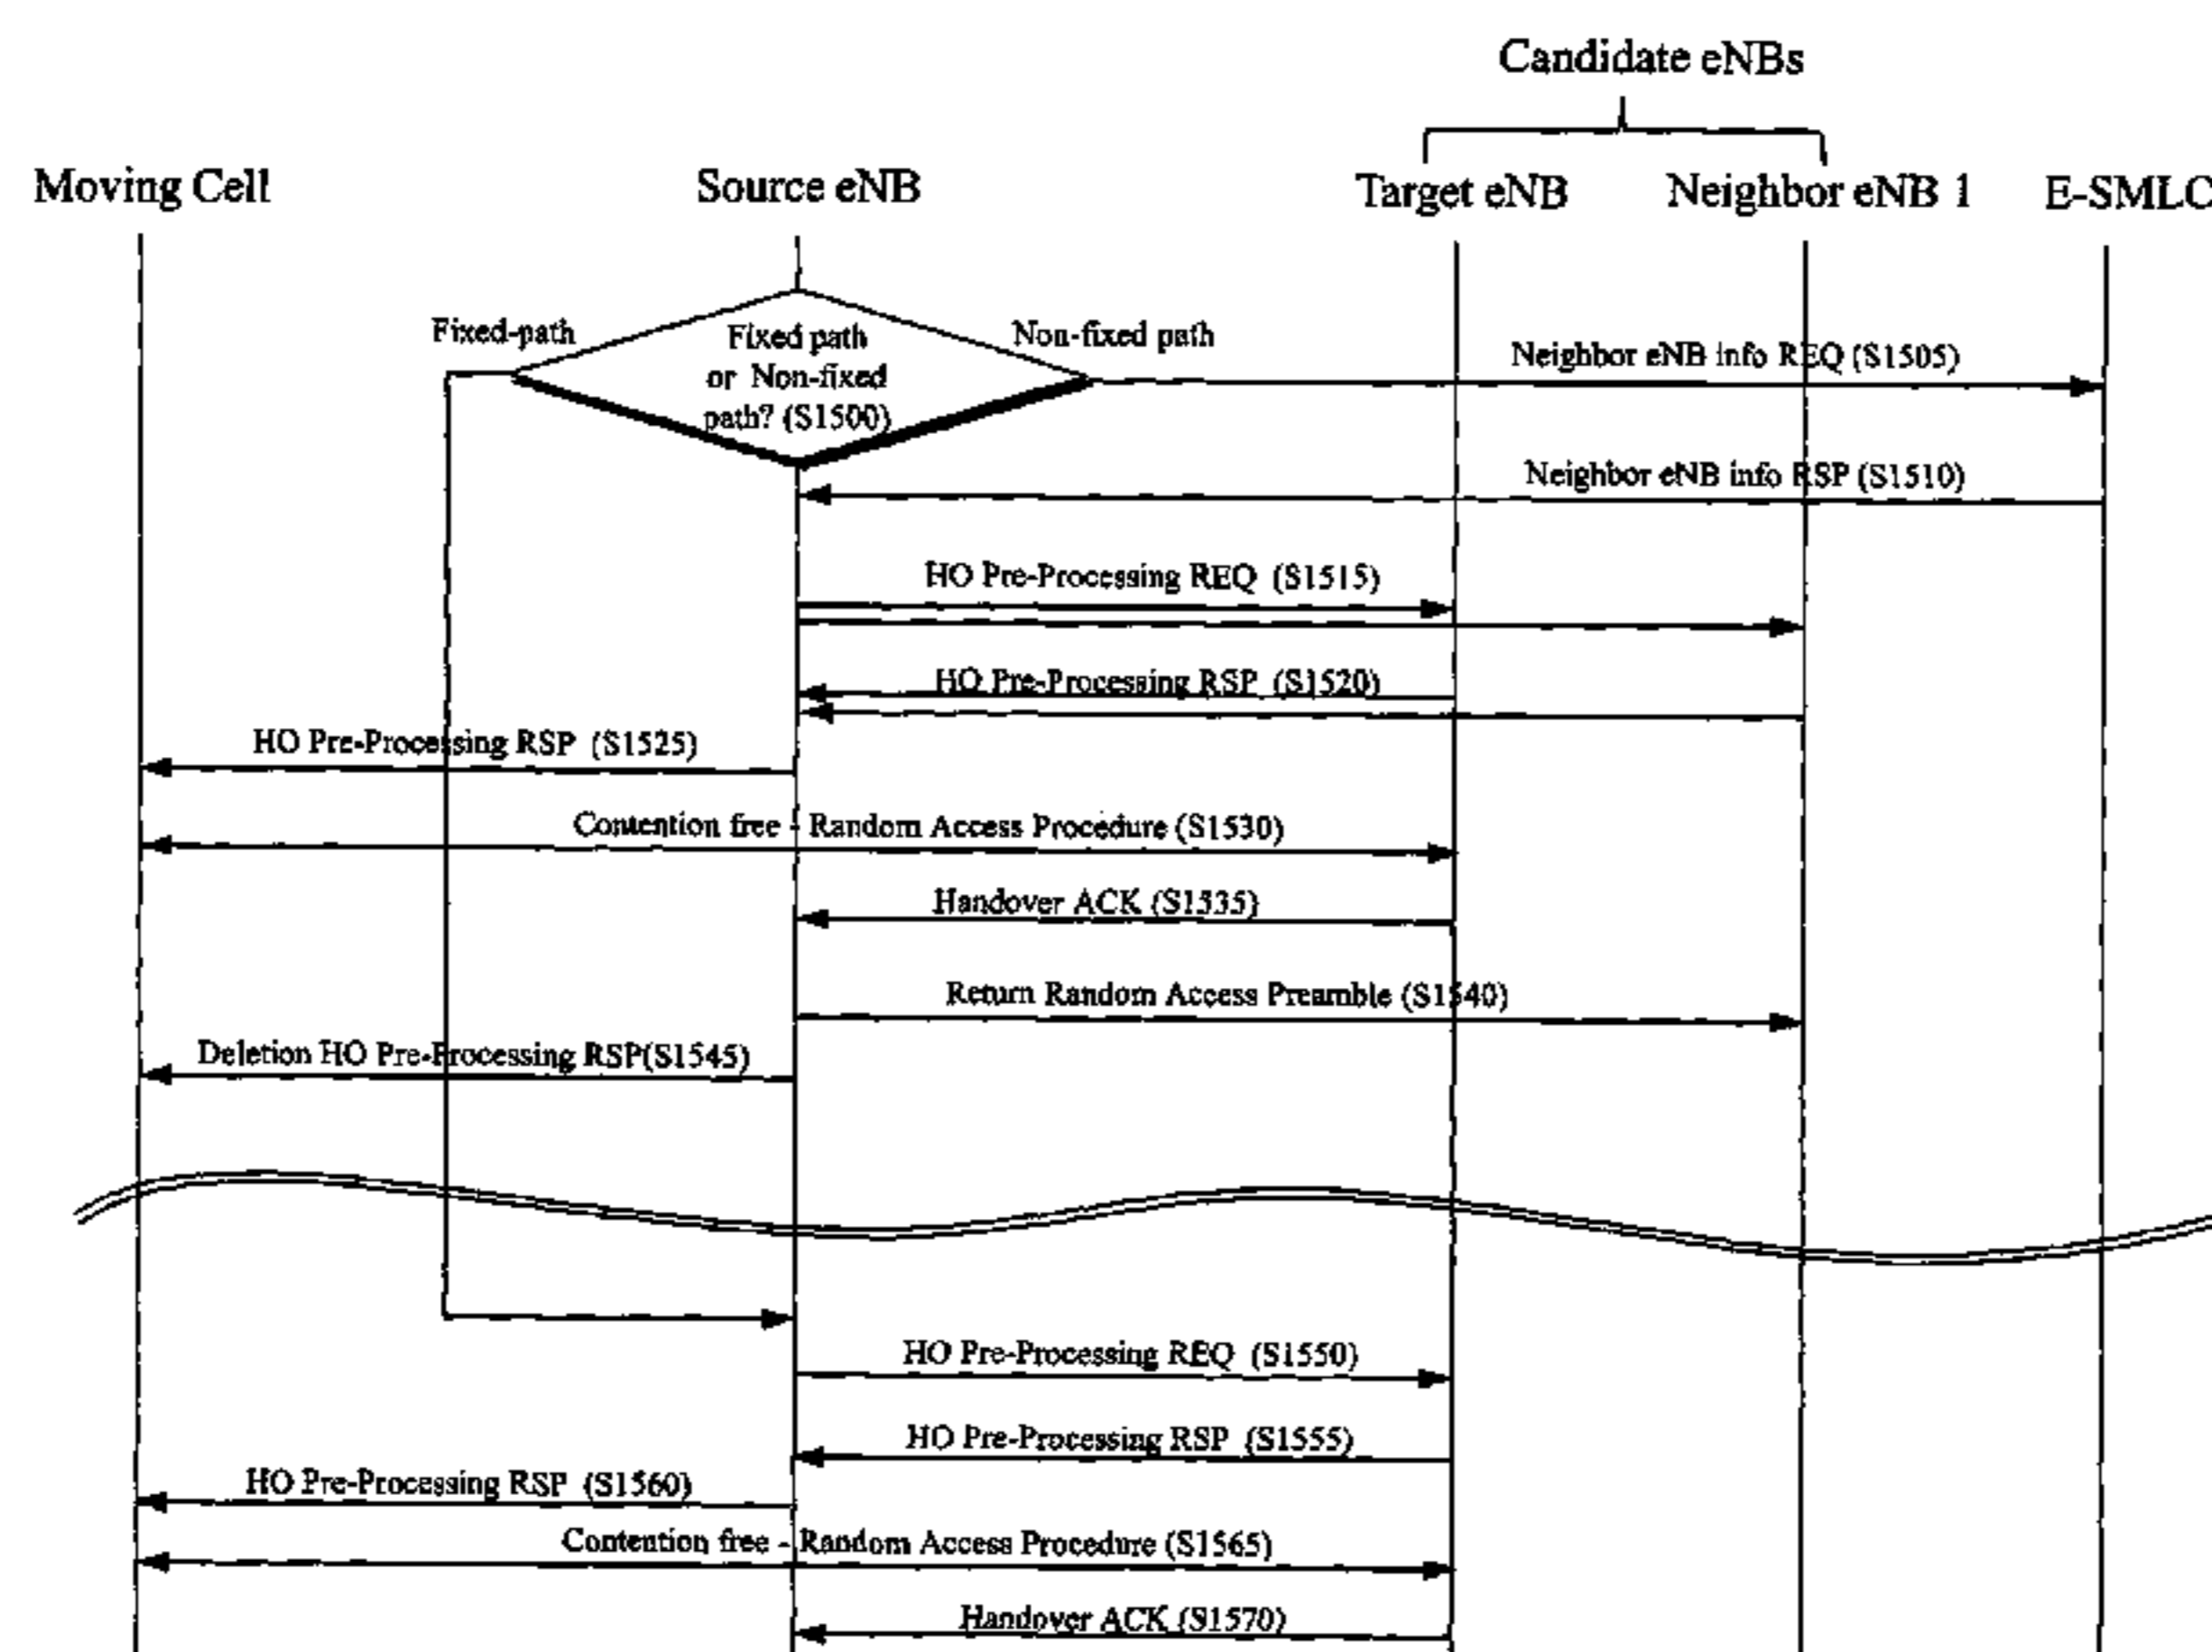 Candidate eNBs
Moving Cell
Source eNB
Target eNB
Neighbor eNB 1
E-SMLC
Fixed-path
Fixed path
or Non-fixed
path? (S1500)
Non-fixed path
Neighbor eNB info REQ (S1505)
Neighbor eNB info RSP (S1510)
HO Pre-Processing REQ (S1515)
HO Pre-Processing RSP (S1520)
HO Pre-Processing RSP (S1525)
Contention free - Random Access Procedure (S1530)
Handover ACK (S1535)
Return Random Access Preamble (S1540)
Deletion HO Pre-Processing RSP(S1545)
HO Pre-Processing REQ (S1550)
HO Pre-Processing RSP (S1555)
HO Pre-Processing RSP (S1560)
Contention free - Random Access Procedure (S1565)
Handover ACK (S1570)